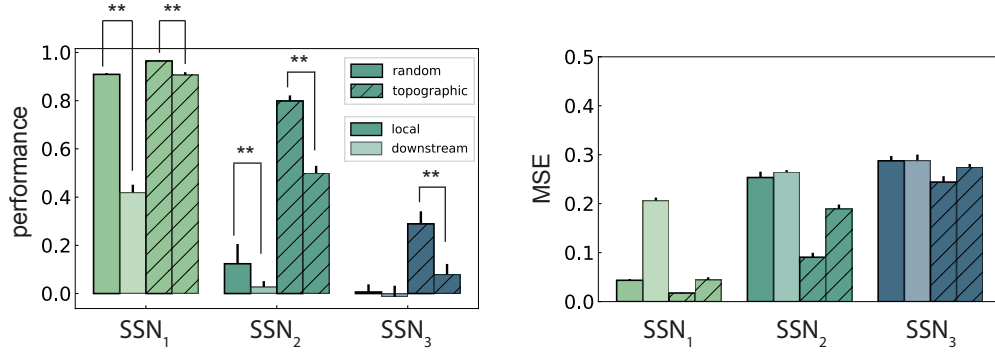 ** **
1.0
0.8
0.6
0.4
0.2
0.0
performance
**
**
**
random
topographic
local
downstream
SSN1 SSN2 SSN3
0.5
0.4
0.3
0.2
0.1
0.0
MSE
SSN1 SSN2 SSN3